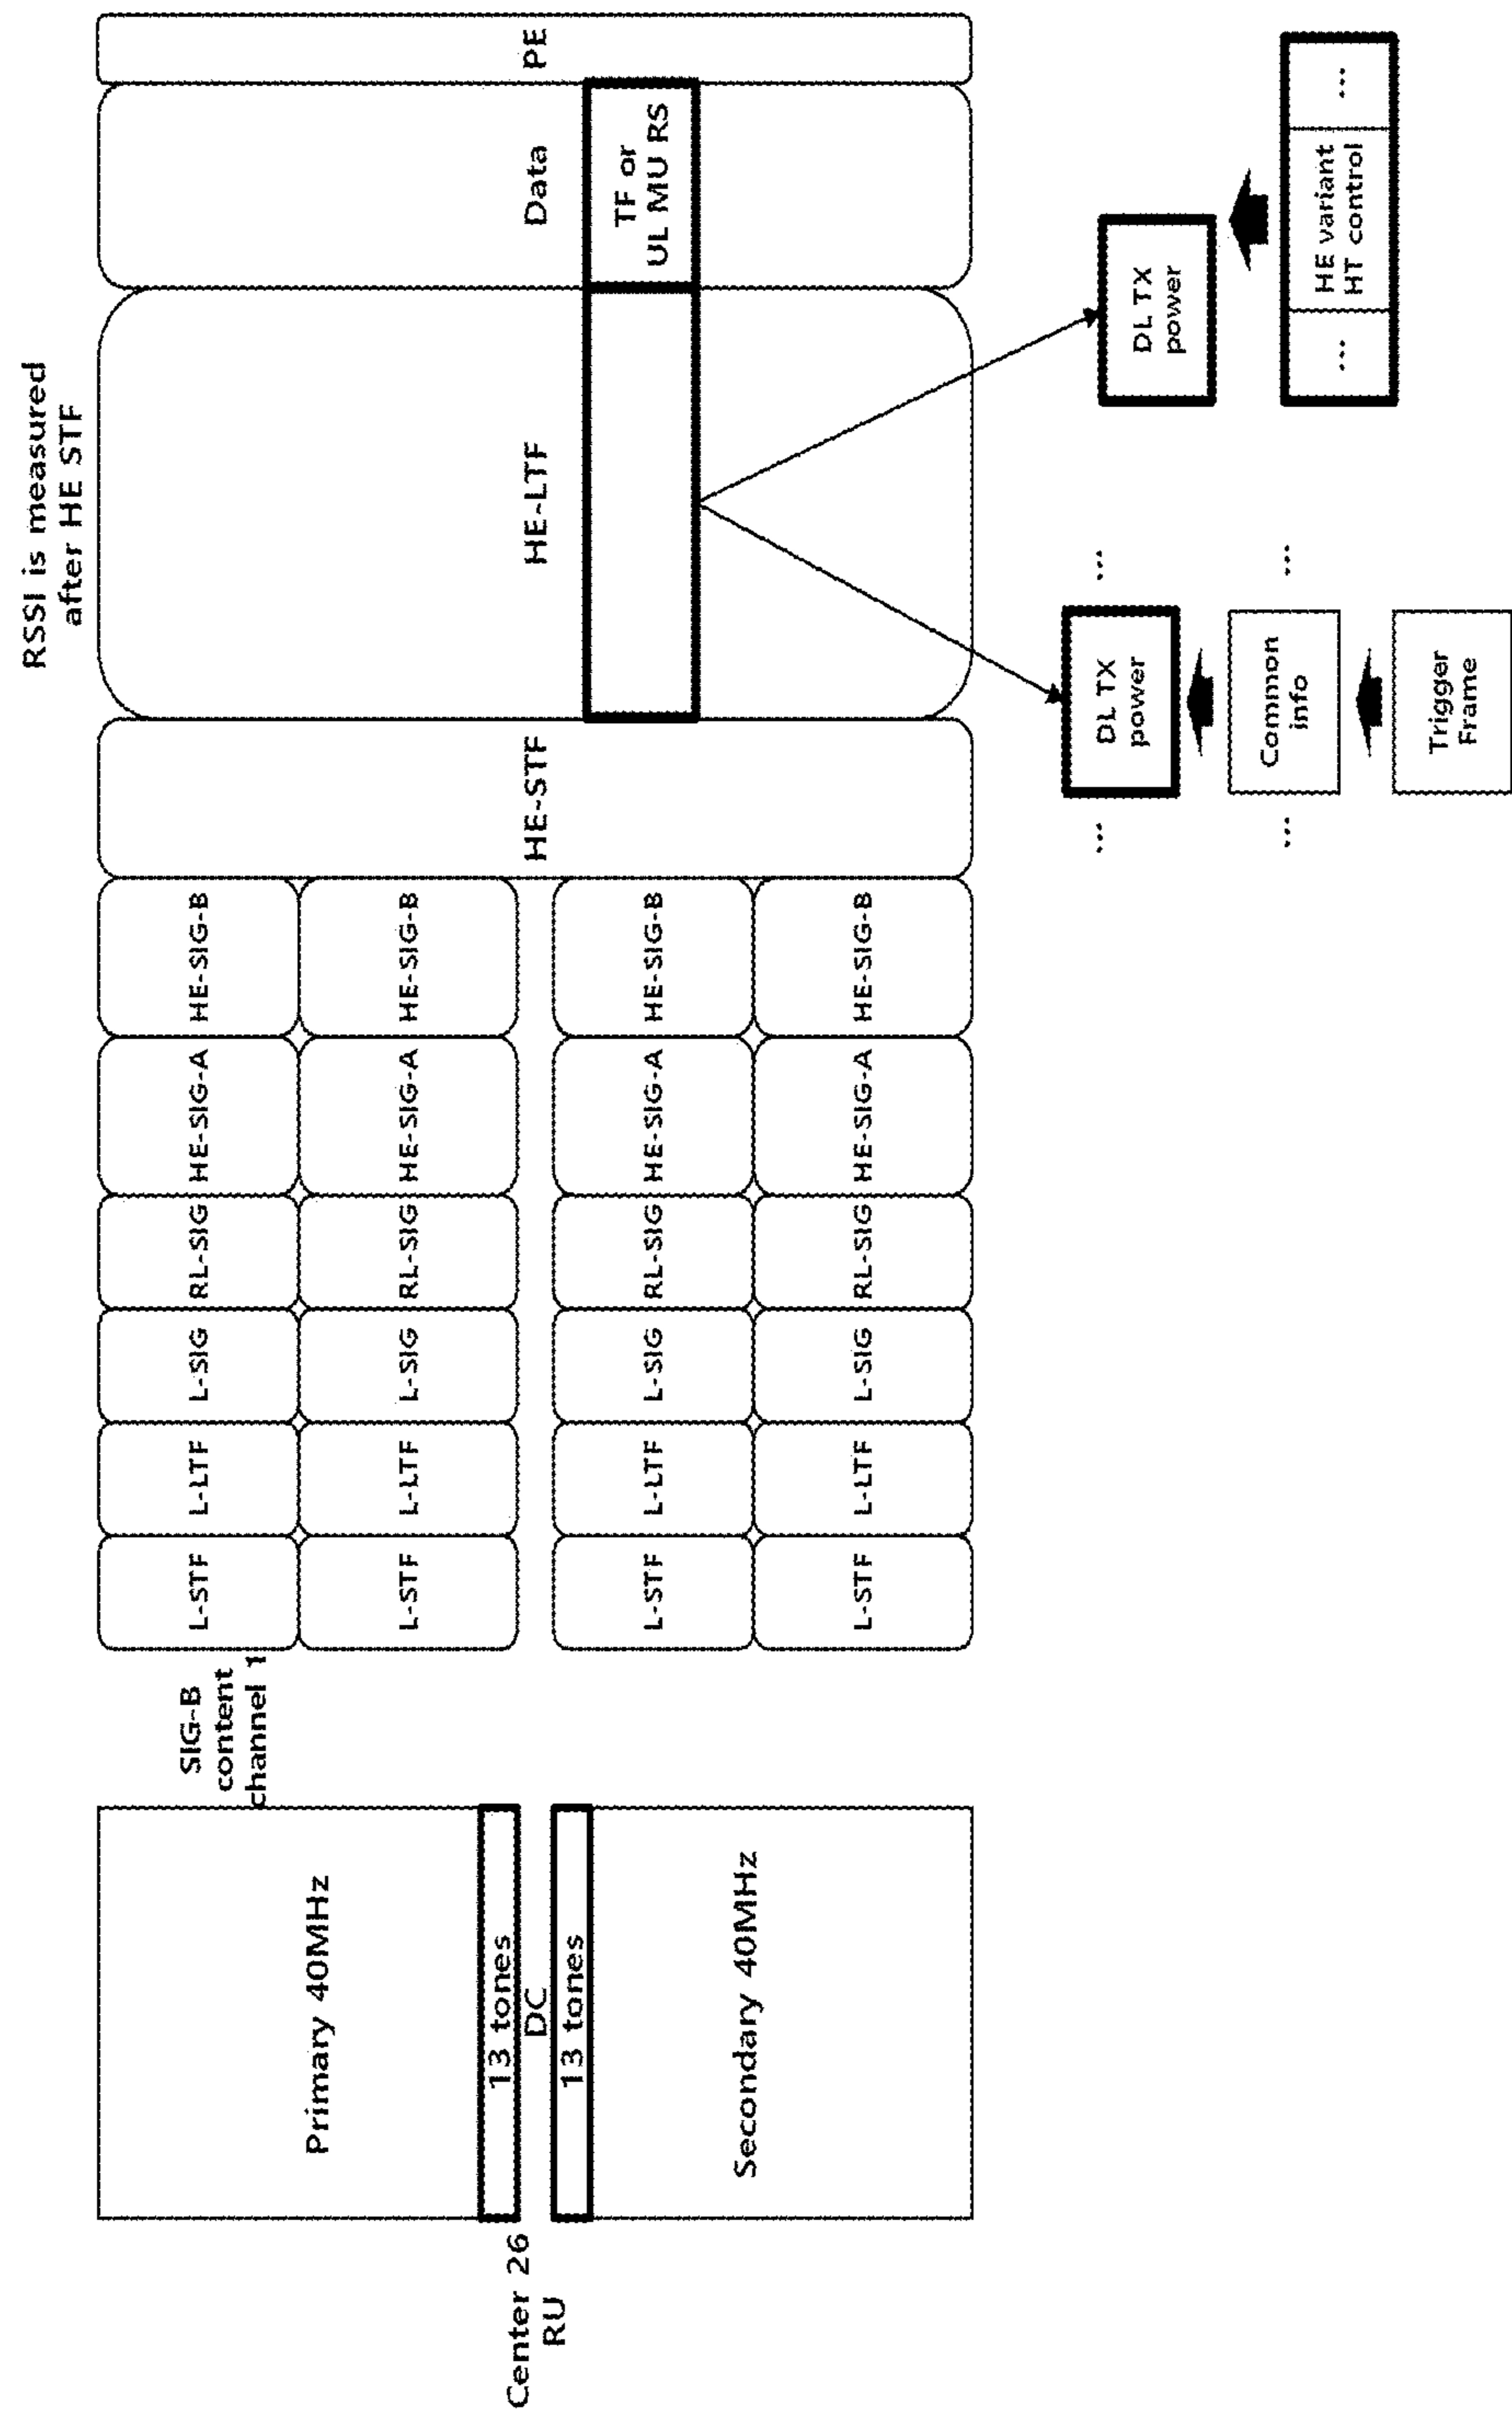 RSSI is measured
after HE STF
SIG-B
content
channel 1
Primary 40MHz
Center 26
RU
13 tones
DC
13 tones
Secondary 40MHz
L-STF
L-LTF
L-SIG
RL-SIG
HE-SIG-A
HE-SIG-B
L-STF
L-LTF
L-SIG
RL-SIG
HE-SIG-A
HE-SIG-B
HE-STF
HE-LTF
Data
PE
L-STF
L-LTF
L-SIG
RL-SIG
HE-SIG-A
HE-SIG-B
TF or
UL MU RS
L-STF
L-LTF
L-SIG
RL-SIG
HE-SIG-A
HE-SIG-B
...
DL TX
power
...
DL TX
power
...
Common
info
...
...
HE variant
HT control
...
Trigger
Frame